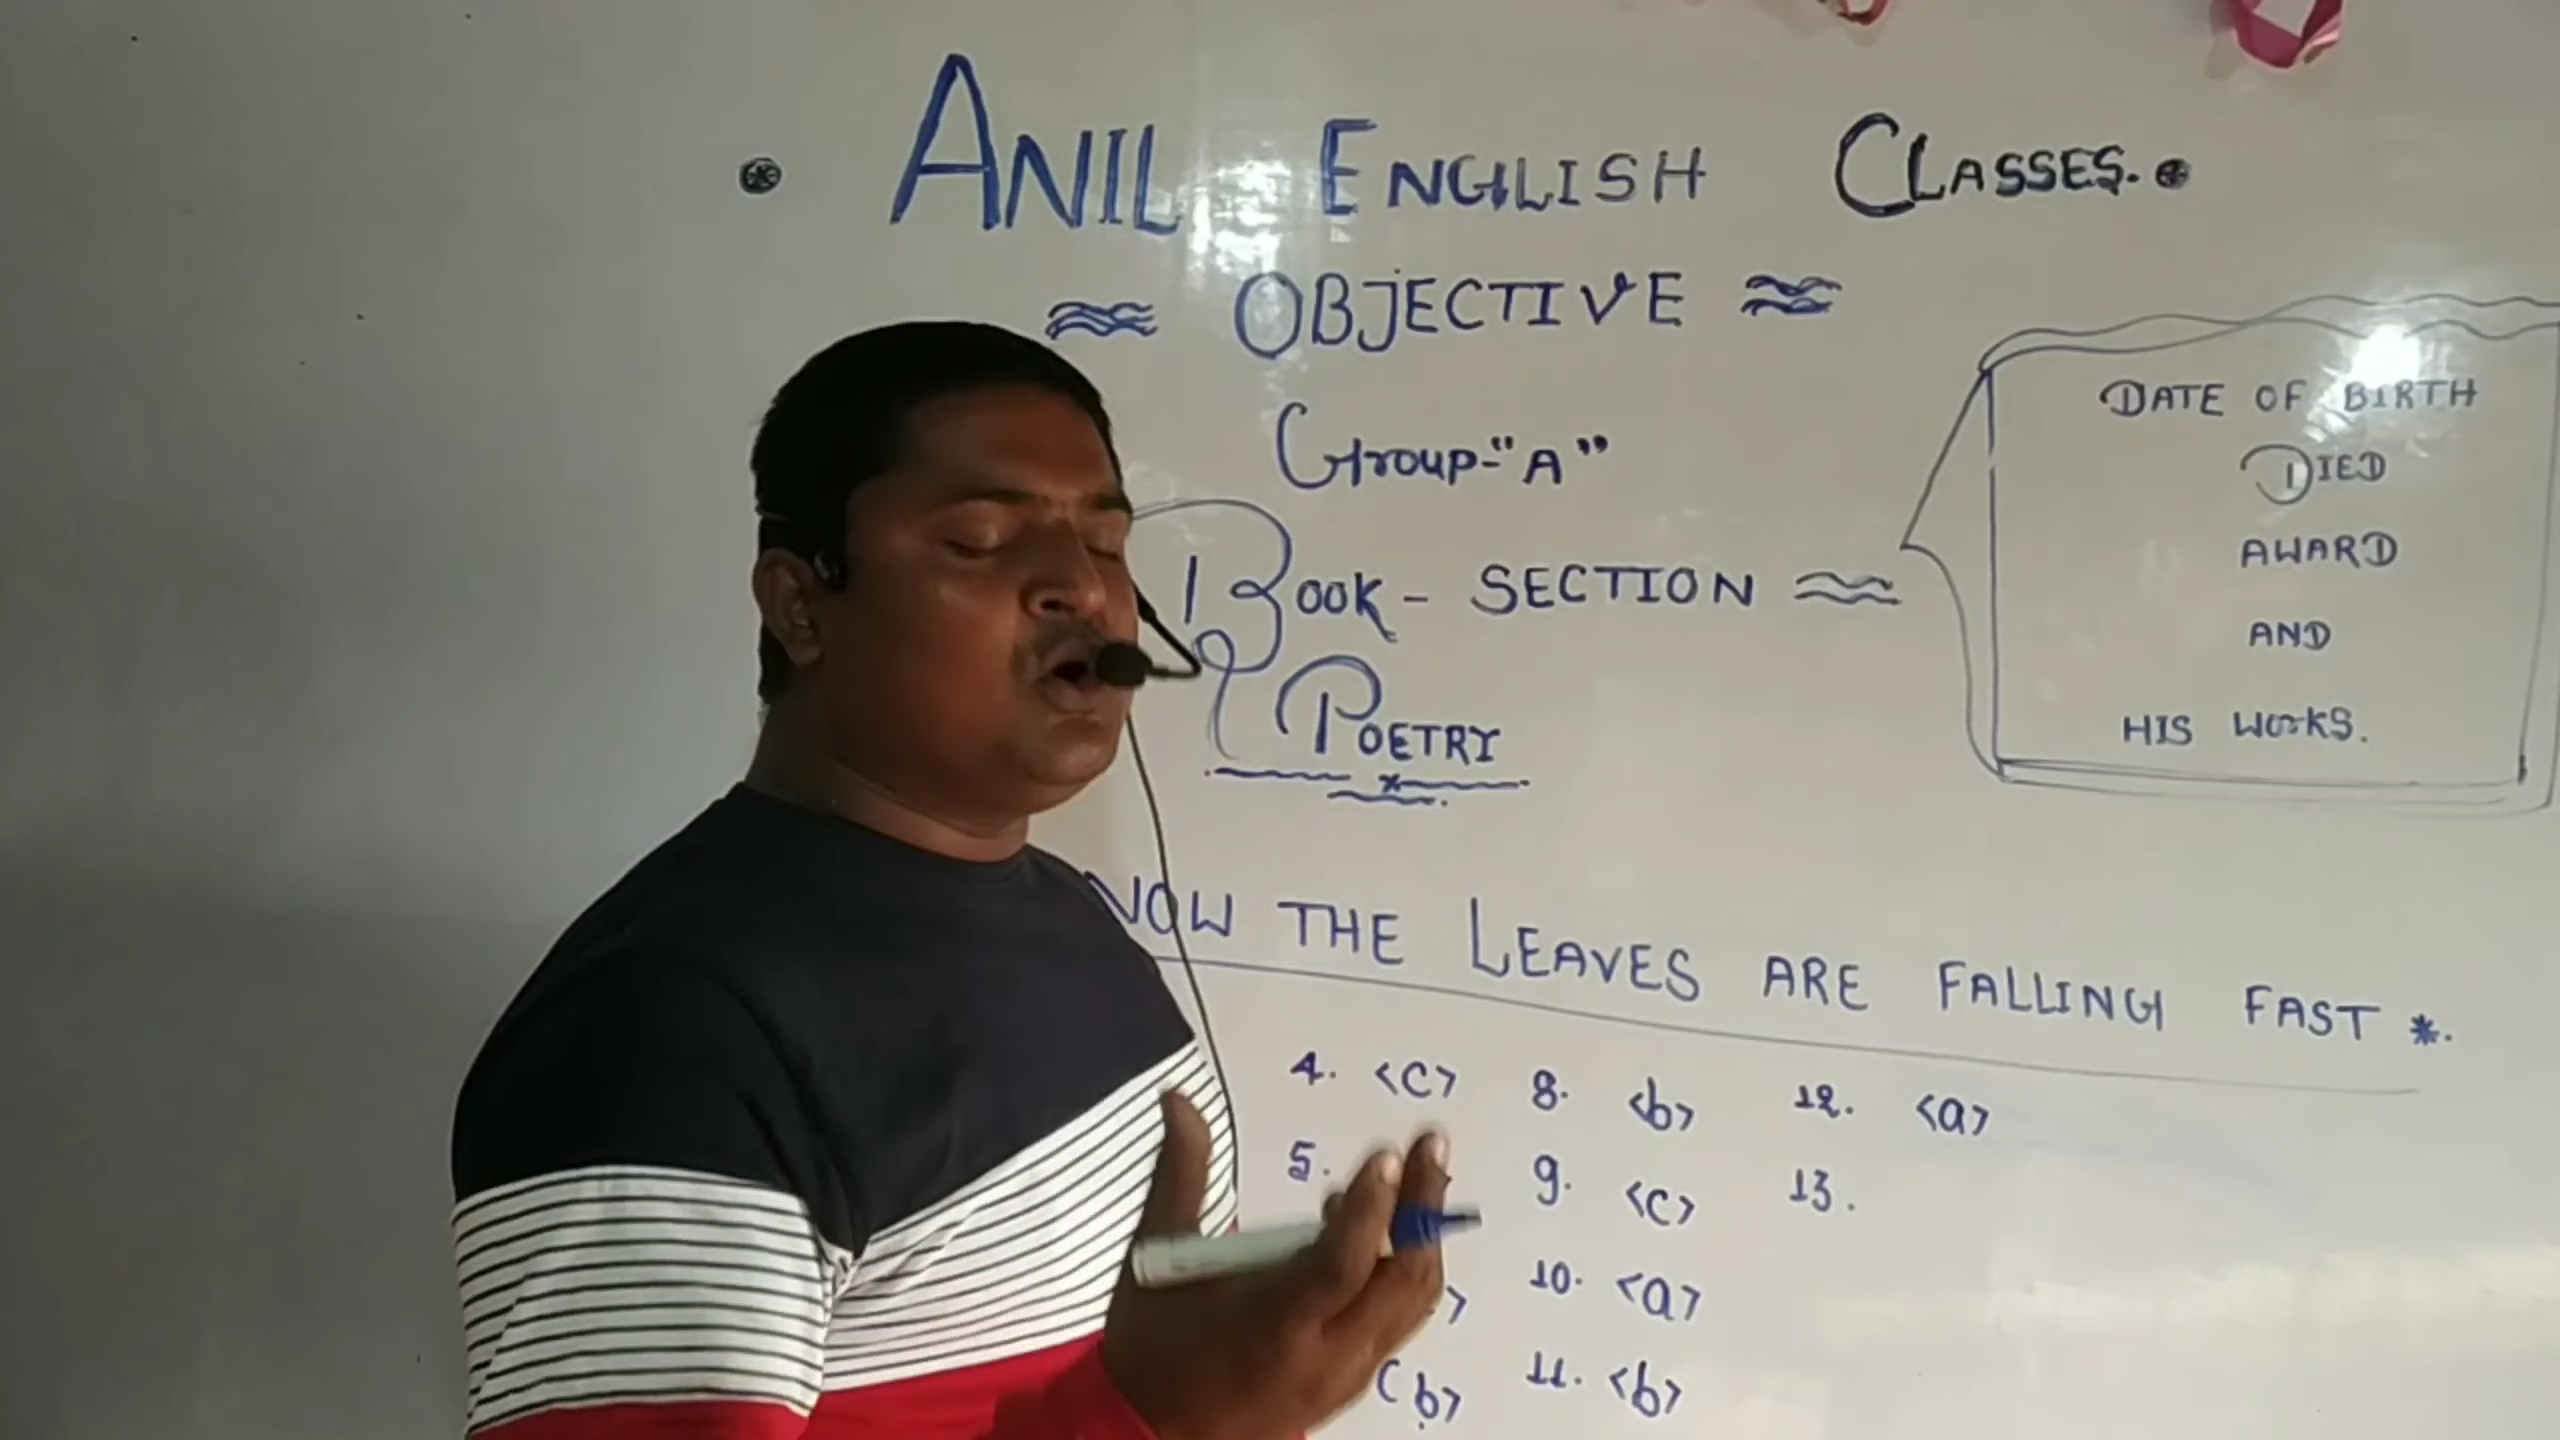 ANIL ENGLISH CLASSES.
OBJECTIVE
Group-"A"
BOOK - SECTION
POETRY
DATE OF BIRTH
DIED
AWARD
AND
HIS WORKS.
NOW THE LEAVES ARE FALLING FAST *.
4. <c> 8. <b> 12. <a>
5. 9. <c> 13.
10. <a>
<b> 11. <b>